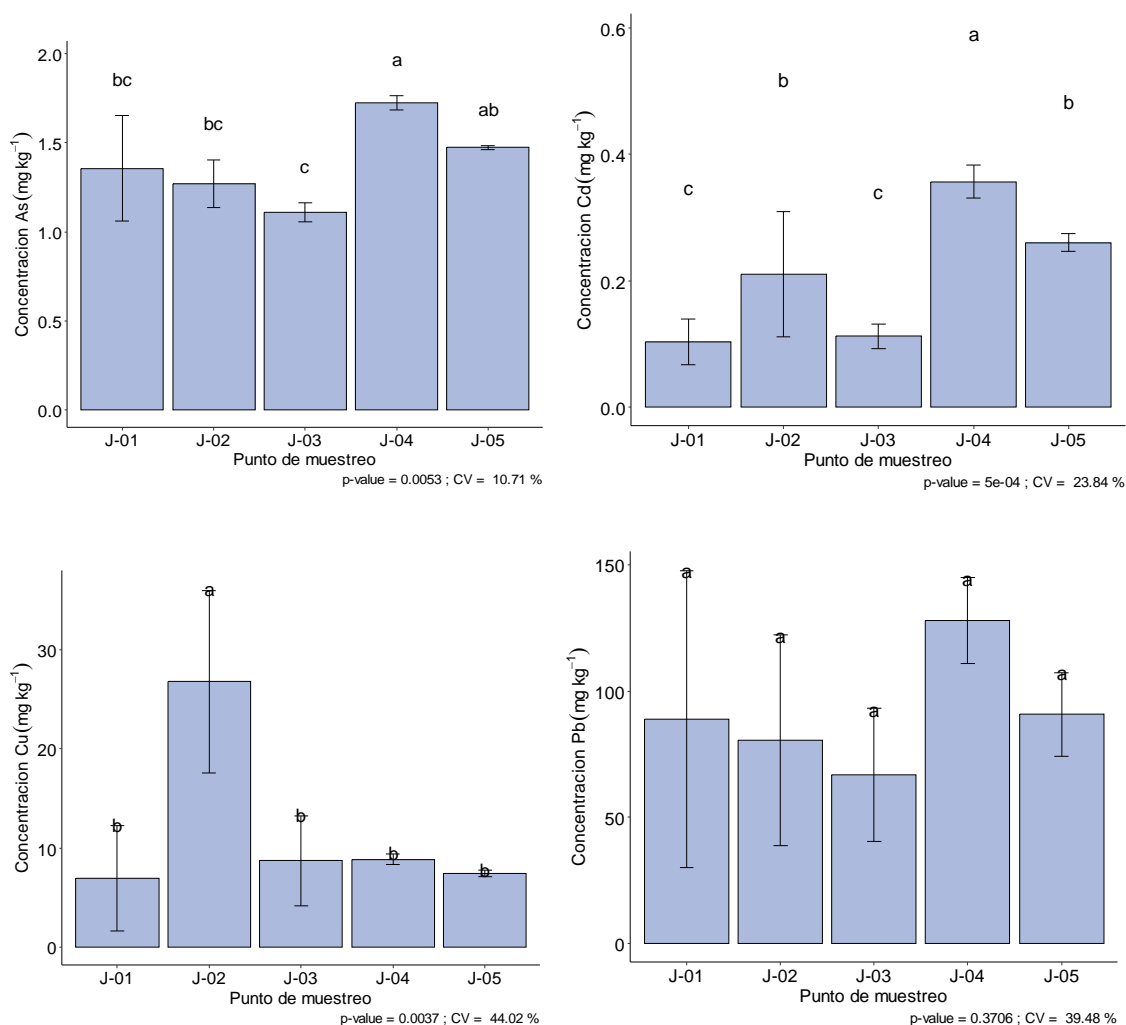 Concentracion As(mg kg⁻¹)
2.0
1.5
1.0
0.5
0.0
bc
bc
c
a
ab
J-01 J-02 J-03 J-04 J-05
Punto de muestreo
p-value = 0.0053 ; CV = 10.71 %
Concentracion Cd(mg kg⁻¹)
0.6
0.4
0.2
0.0
c
b
c
a
b
J-01 J-02 J-03 J-04 J-05
Punto de muestreo
p-value = 5e-04 ; CV = 23.84 %
Concentracion Cu(mg kg⁻¹)
30
20
10
0
b
a
b
b
b
J-01 J-02 J-03 J-04 J-05
Punto de muestreo
p-value = 0.0037 ; CV = 44.02 %
Concentracion Pb(mg kg⁻¹)
150
100
50
0
a
a
a
a
a
J-01 J-02 J-03 J-04 J-05
Punto de muestreo
p-value = 0.3706 ; CV = 39.48 %